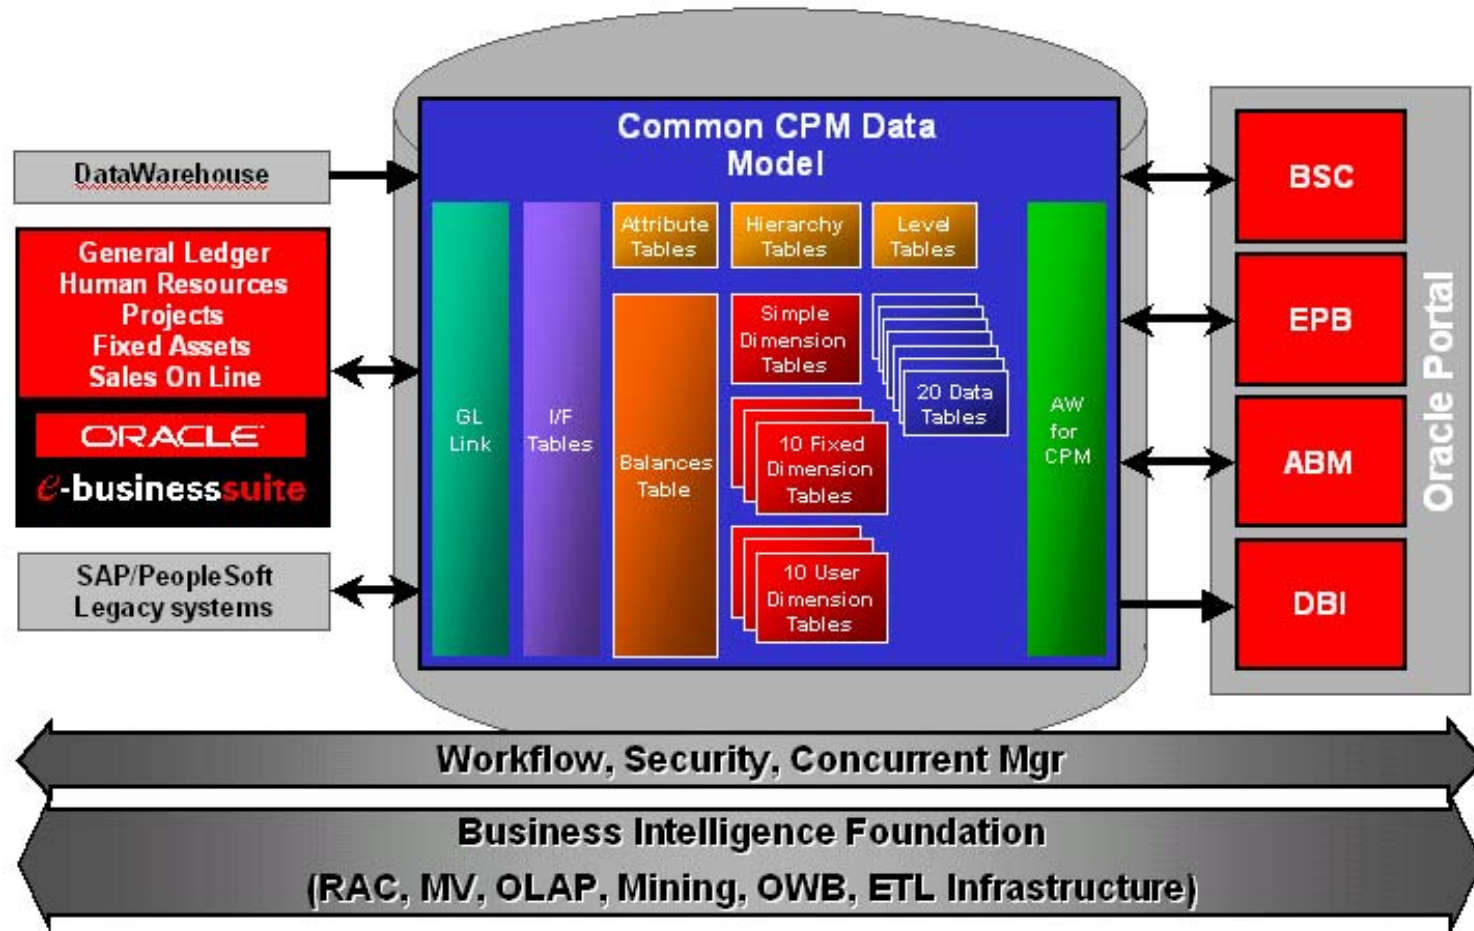 Common CPM Data
Model
DataWarehouse
General Ledger
Human Resources
Projects
Fixed Assets
Sales On Line
ORACLE
e-businesssuite
SAP/PeopleSoft
Legacy systems
GL
Link
I/F
Tables
Attribute
Tables
Hierarchy
Tables
Level
Tables
Balances
Table
Simple
Dimension
Tables
10 Fixed
Dimension
Tables
10 User
Dimension
Tables
20 Data
Tables
AW
for
CPM
BSC
EPB
ABM
DBI
Oracle Portal
Workflow, Security, Concurrent Mgr
Business Intelligence Foundation
(RAC, MV, OLAP, Mining, OWB, ETL Infrastructure)